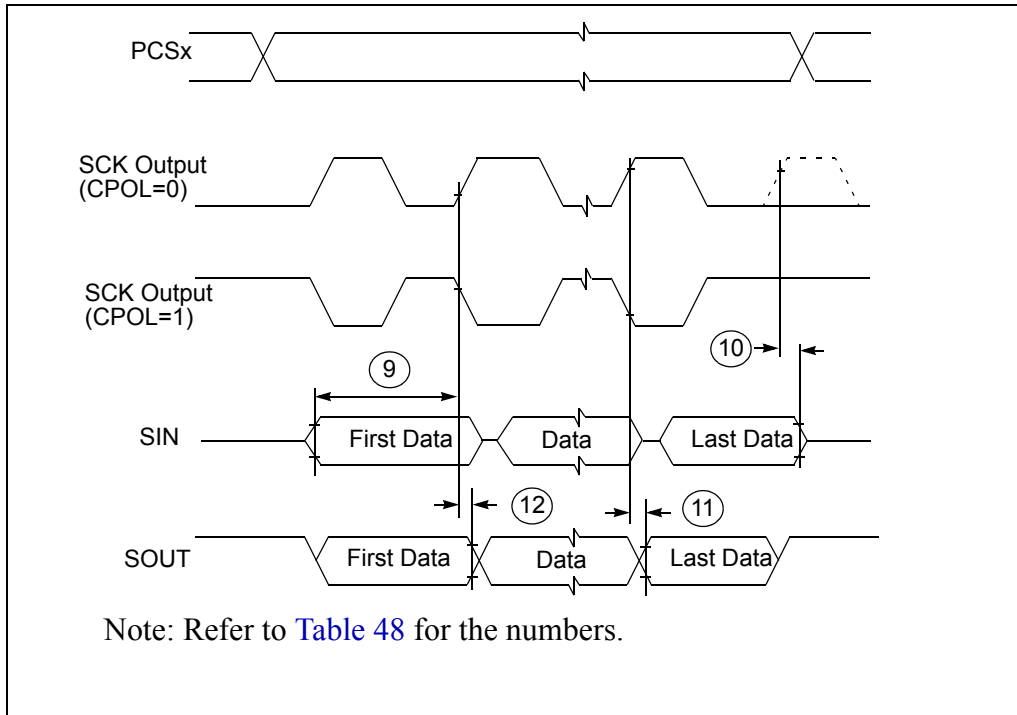 PCSx
SCK Output
(CPOL=0)
SCK Output
(CPOL=1)
10
9
SIN
First Data
Data
Last Data
12
11
SOUT
First Data
Data
Last Data
Note: Refer to Table 48 for the numbers.